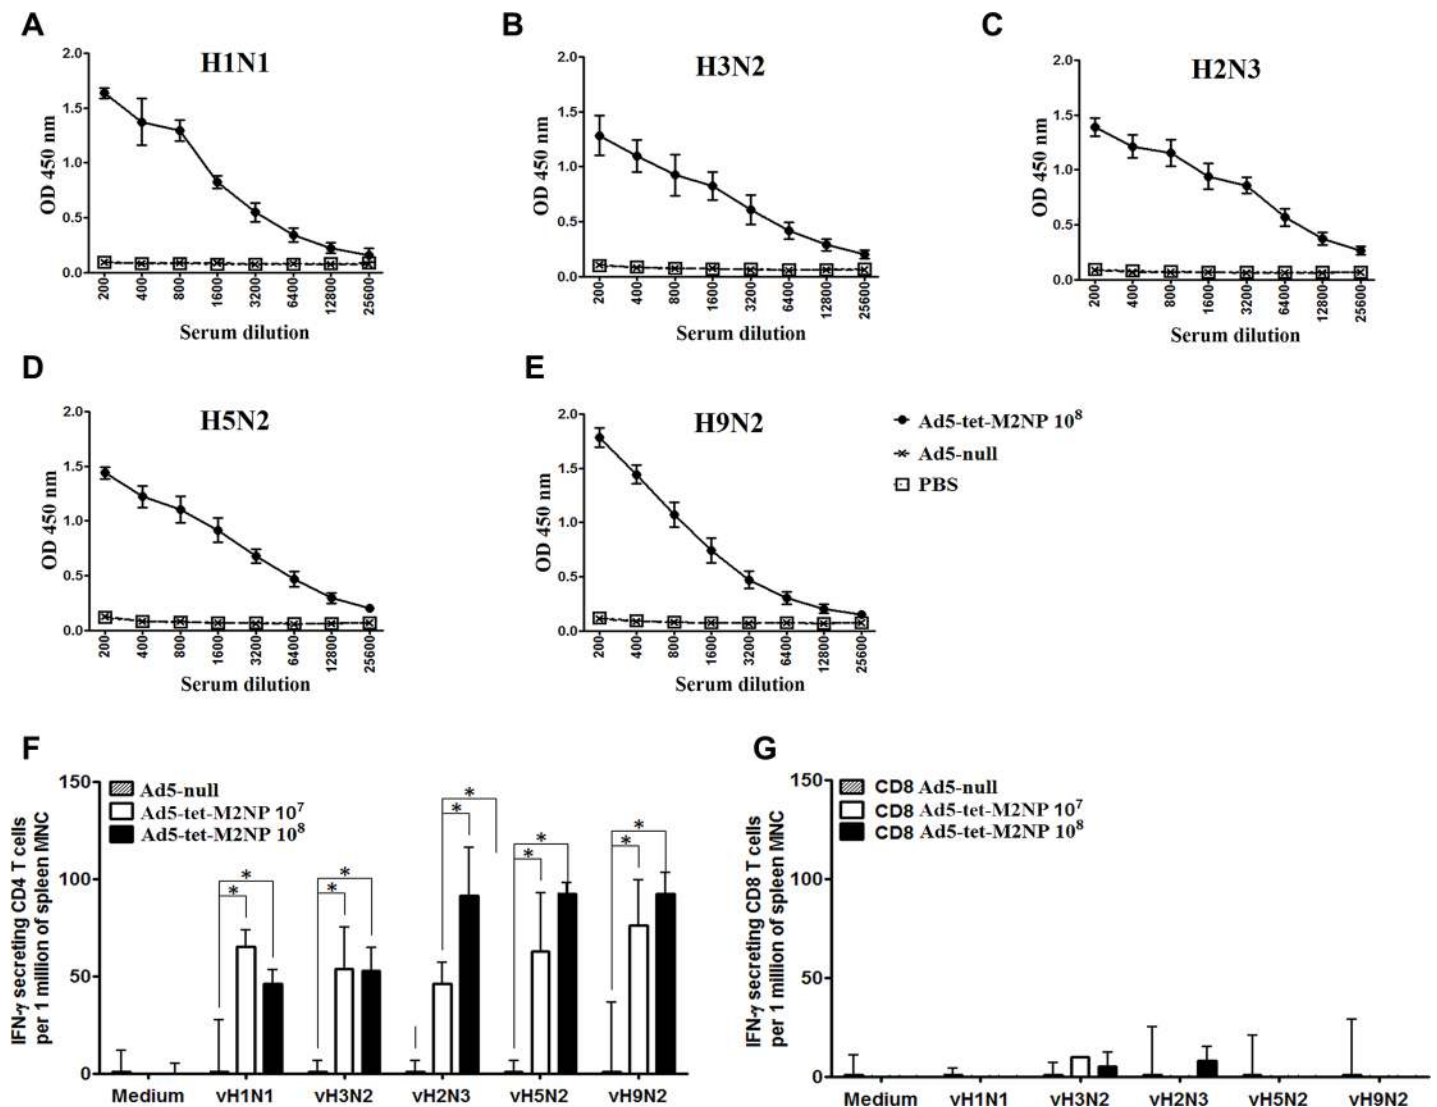 A
H1N1
2.0
1.5
1.0
0.5
0.0
OD 450 nm
200
400
800
1600
3200
6400
12800
25600
Serum dilution
B
H3N2
2.0
1.5
1.0
0.5
0.0
OD 450 nm
200
400
800
1600
3200
6400
12800
25600
Serum dilution
C
H2N3
2.0
1.5
1.0
0.5
0.0
OD 450 nm
200
400
800
1600
3200
6400
12800
25600
Serum dilution
D
H5N2
2.0
1.5
1.0
0.5
0.0
OD 450 nm
200
400
800
1600
3200
6400
12800
25600
Serum dilution
E
H9N2
2.0
1.5
1.0
0.5
0.0
OD 450 nm
200
400
800
1600
3200
6400
12800
25600
Serum dilution
Ad5-tet-M2NP 10⁸
Ad5-null
PBS
F
150
100
50
0
IFN-γ secreting CD4 T cells
per 1 million of spleen MNC
Ad5-null
Ad5-tet-M2NP 10⁷
Ad5-tet-M2NP 10⁸
* * * * * * * * * *
Medium vH1N1 vH3N2 vH2N3 vH5N2 vH9N2
G
150
100
50
0
IFN-γ secreting CD8 T cells
per 1 million of spleen MNC
CD8 Ad5-null
CD8 Ad5-tet-M2NP 10⁷
CD8 Ad5-tet-M2NP 10⁸
Medium vH1N1 vH3N2 vH2N3 vH5N2 vH9N2